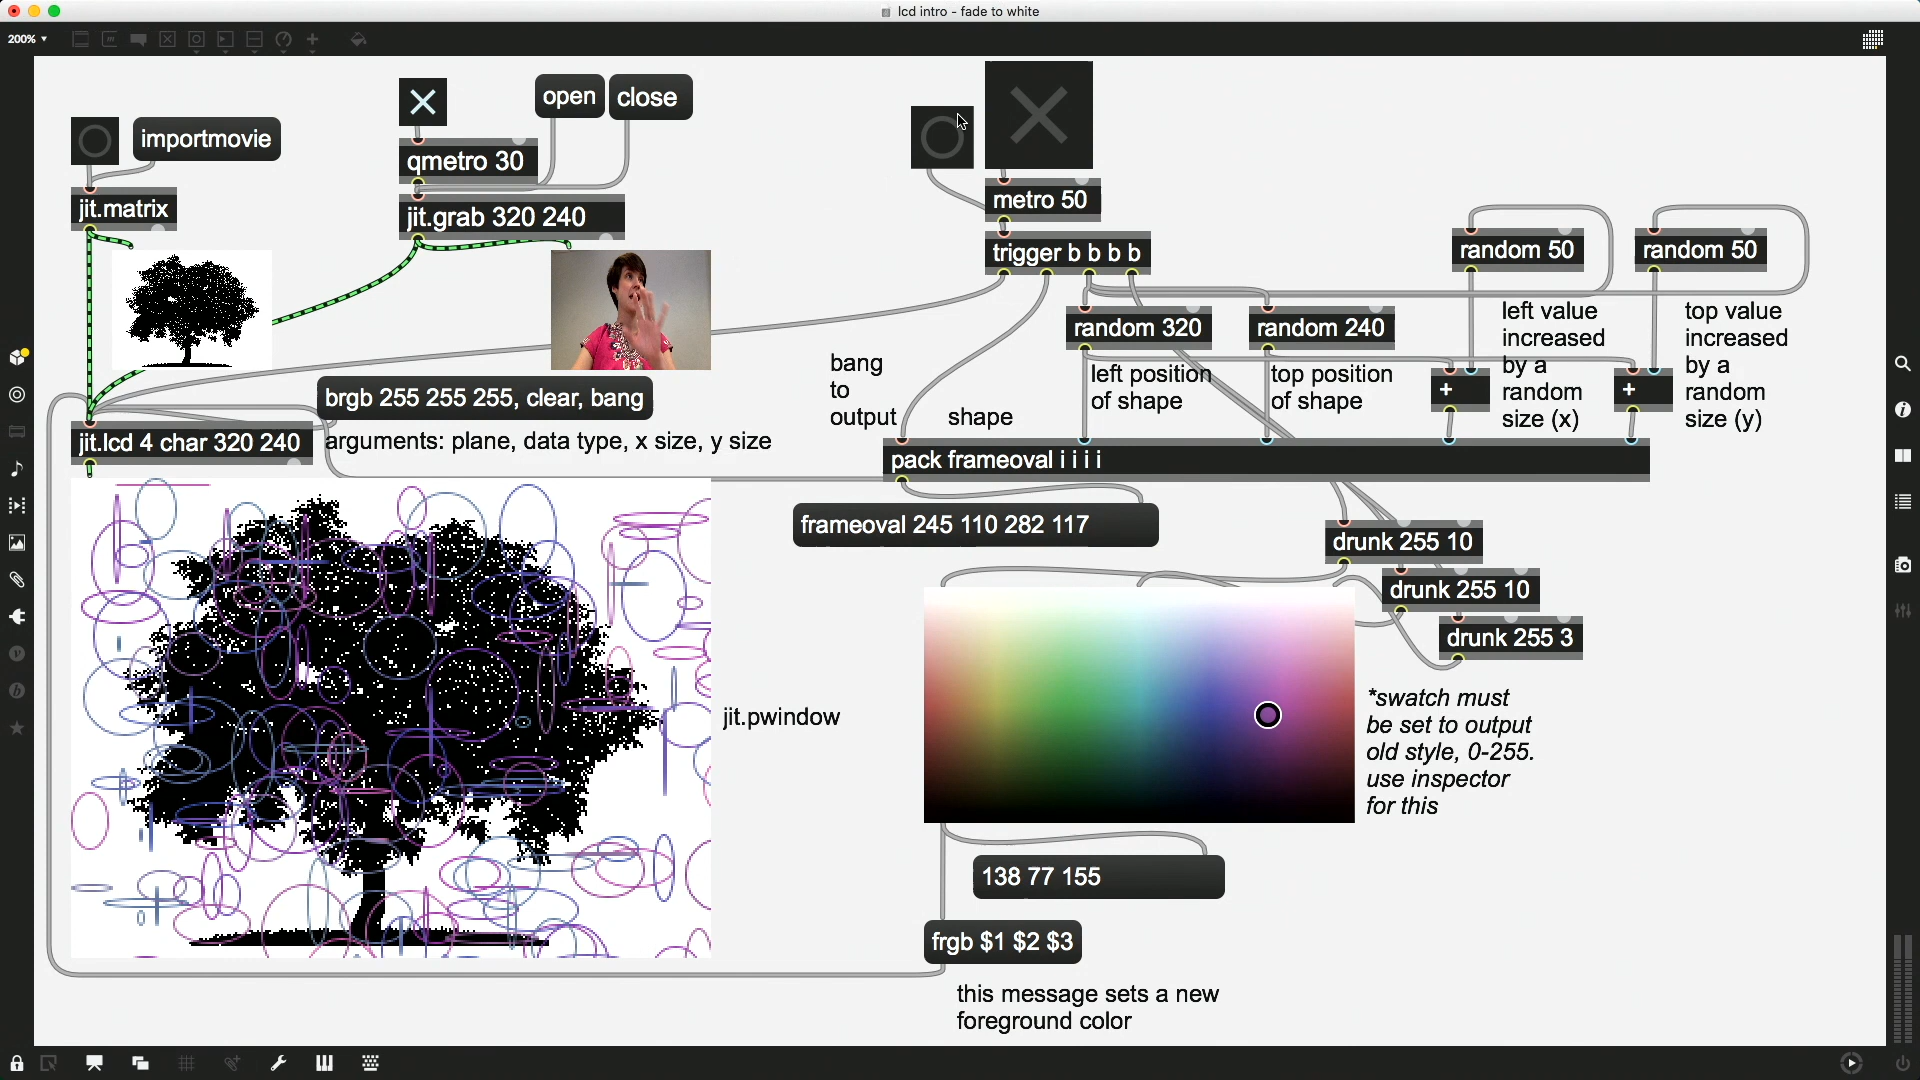 lcd intro - fade to white
200%
open
close
importmovie
qmetro 30
jit.matrix
jit.grab 320 240
metro 50
trigger b b b b
random 50
random 50
random 320
random 240
left value
increased
by a
random
size (x)
top value
increased
by a
random
size (y)
bang
to
output
shape
left position
of shape
top position
of shape
+
+
brgb 255 255 255, clear, bang
jit.lcd 4 char 320 240
arguments: plane, data type, x size, y size
pack frameoval i i i i
frameoval 245 110 282 117
drunk 255 10
drunk 255 10
drunk 255 3
jit.pwindow
*swatch must
be set to output
old style, 0-255.
use inspector
for this
138 77 155
frgb $1 $2 $3
this message sets a new
foreground color